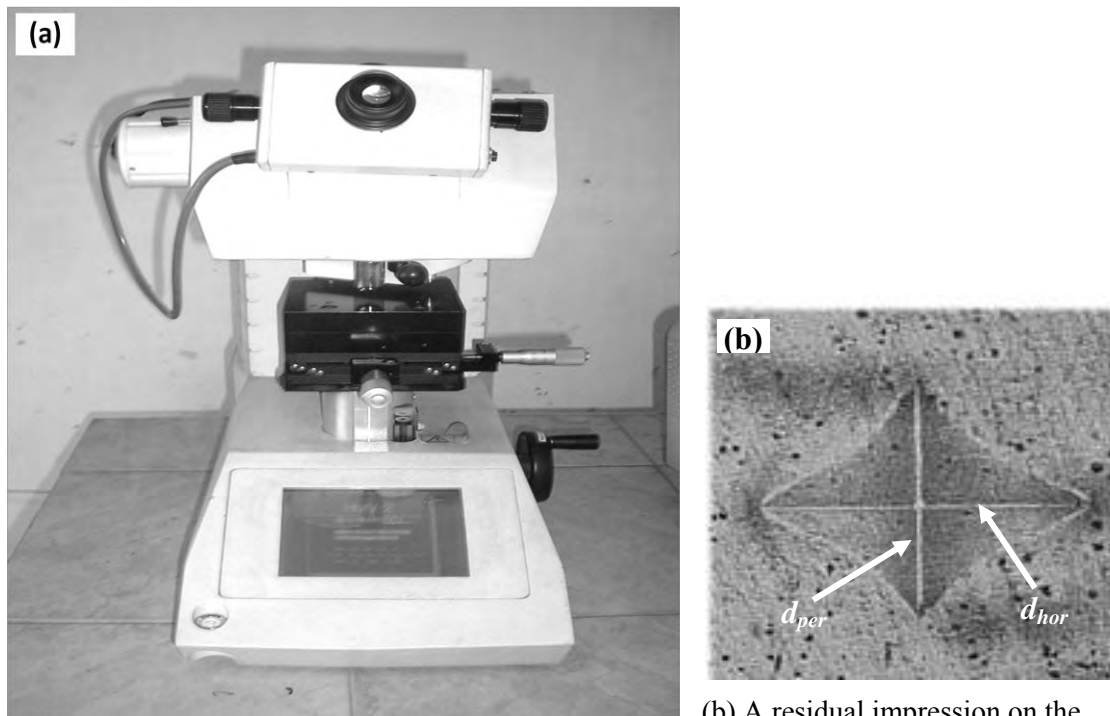 (a)
(b)
d_per
d_hor
(b) A residual impression on the